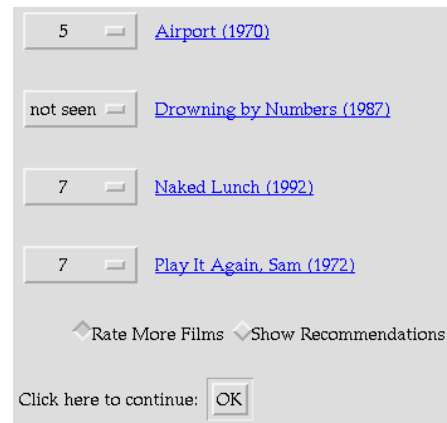 5 Airport (1970)
not seen Drowning by Numbers (1987)
7 Naked Lunch (1992)
7 Play It Again, Sam (1972)
Rate More Films Show Recommendations
Click here to continue: OK